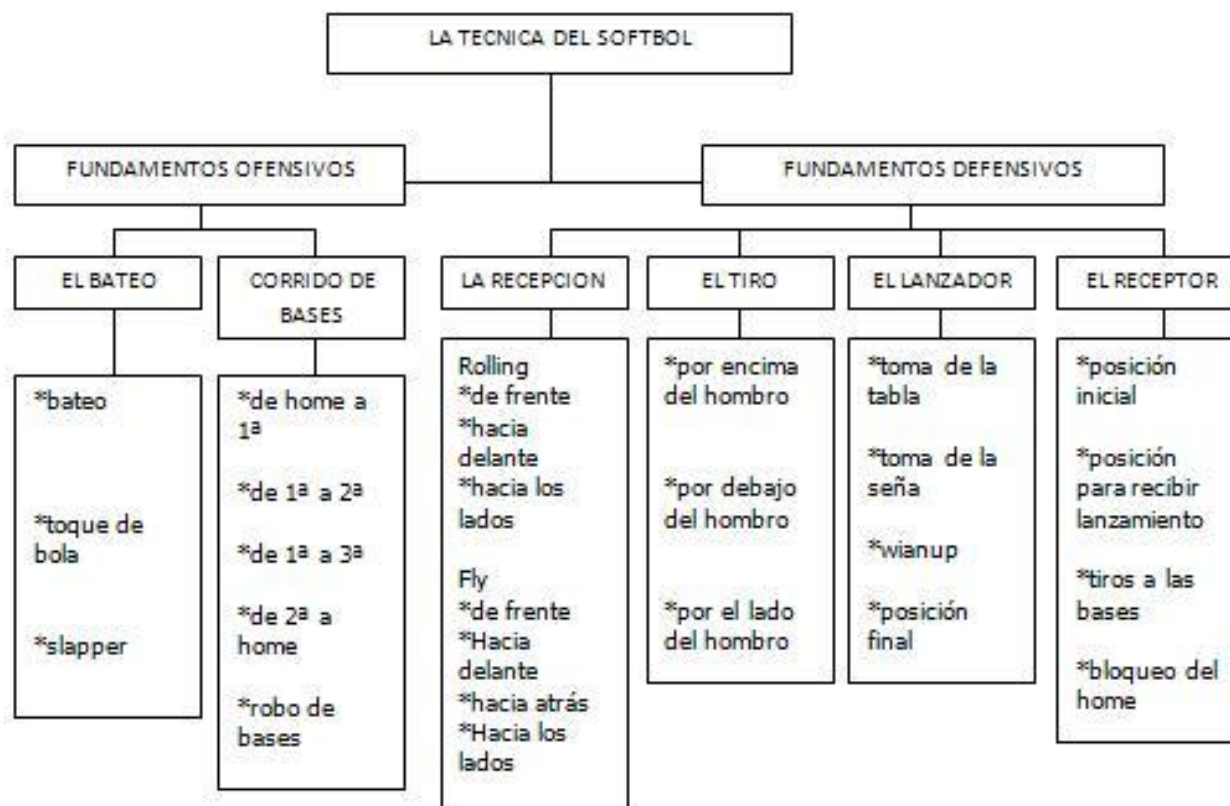 LA TECNICA DEL SOFTBOL
FUNDAMENTOS OFENSIVOS
FUNDAMENTOS DEFENSIVOS
EL BATEO
CORRIDO DE
BASES
LA RECEPCION
EL TIRO
EL LANZADOR
EL RECEPTOR
*bateo
*toque de
bola
*slapper
*de home a
1ª
*de 1ª a 2ª
*de 1ª a 3ª
*de 2ª a
home
*robo de
bases
Rolling
*de frente
*hacia
delante
*hacia los
lados
Fly
*de frente
*Hacia
delante
*hacia atrás
*Hacia los
lados
*por encima
del hombro
*por debajo
del hombro
*por el lado
del hombro
*toma de la
tabla
*toma de la
seña
*wianup
*posición
final
*posición
inicial
*posición
para recibir
lanzamiento
*tiros a las
bases
*bloqueo del
home